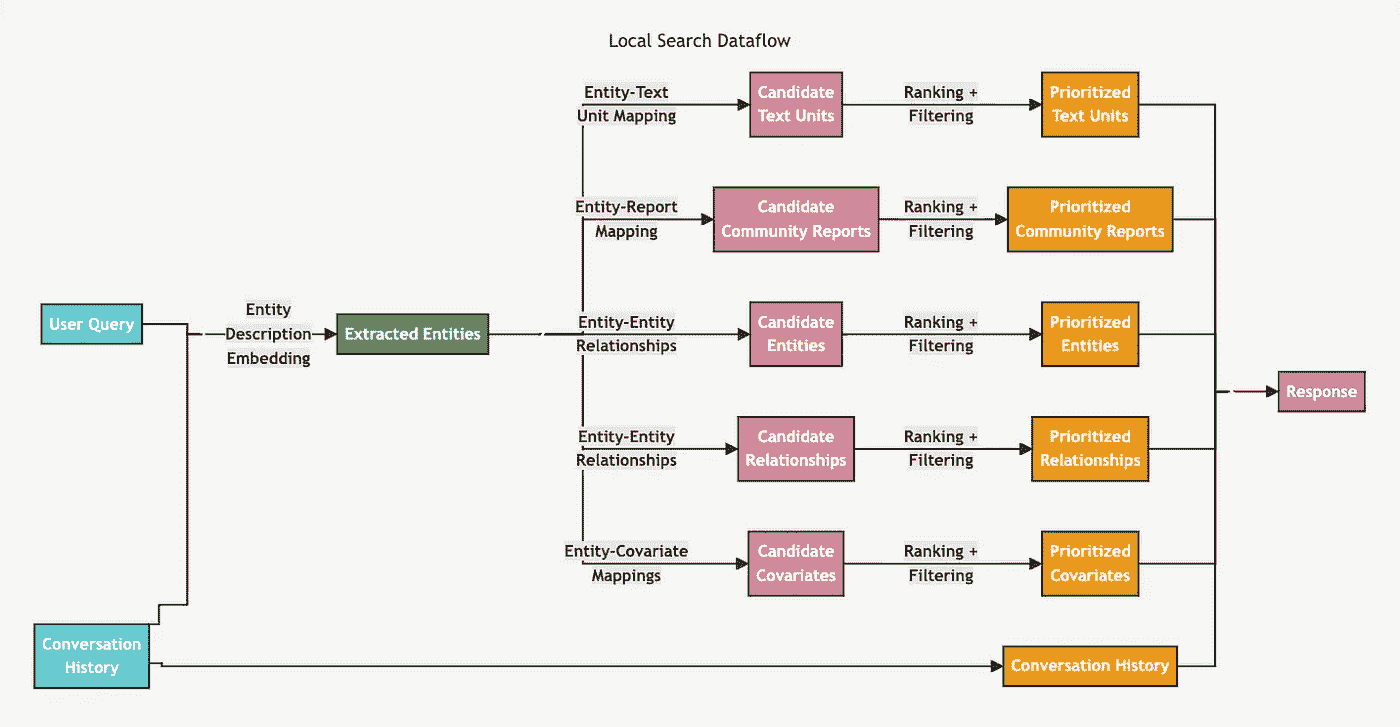 Local Search Dataflow
Entity-Text
Unit Mapping
Candidate
Text Units
Ranking +
Filtering
Prioritized
Text Units
Entity-Report
Mapping
Candidate
Community Reports
Ranking +
Filtering
Prioritized
Community Reports
User Query
Entity
Description
Embedding
Extracted Entities
Entity-Entity
Relationships
Candidate
Entities
Ranking +
Filtering
Prioritized
Entities
Response
Entity-Entity
Relationships
Candidate
Relationships
Ranking +
Filtering
Prioritized
Relationships
Entity-Covariate
Mappings
Candidate
Covariates
Ranking +
Filtering
Prioritized
Covariates
Conversation
History
Conversation History